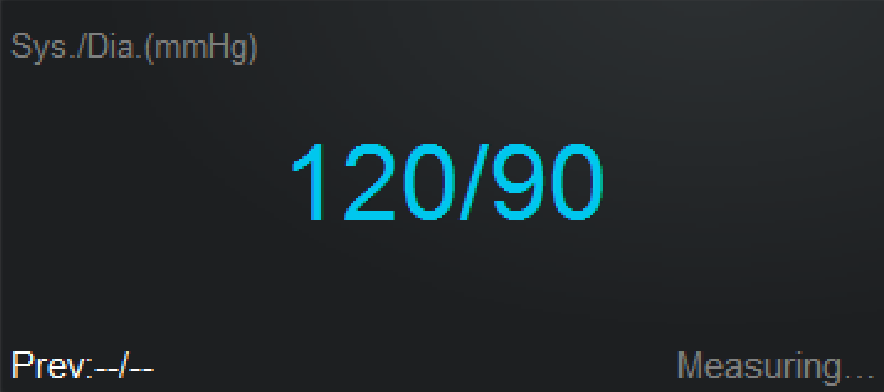 Sys./Dia.(mmHg)
120/90
Prev:--/--
Measuring...